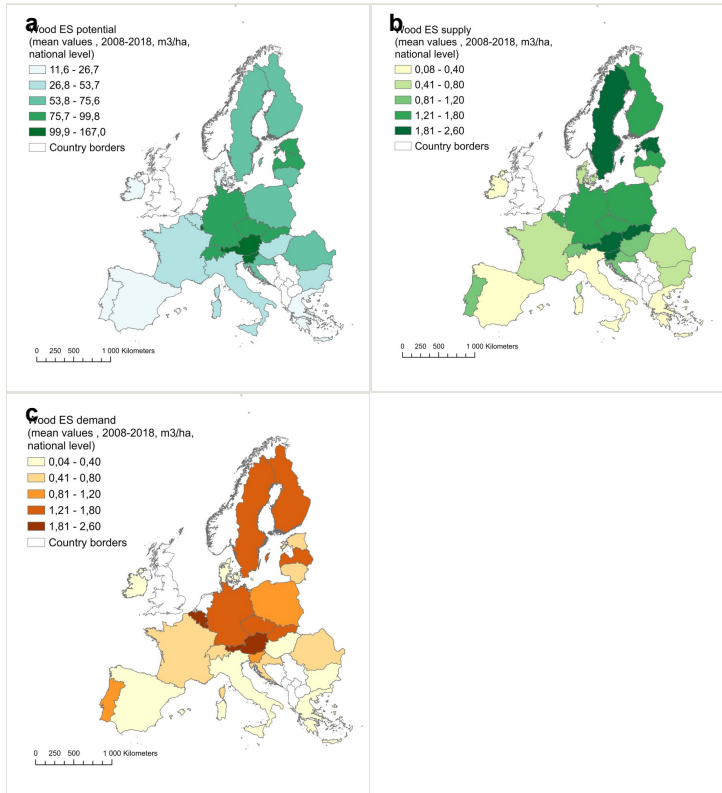 a
Wood ES potential
(mean values , 2008-2018, m3/ha,
national level)
11,6 - 26,7
26,8 - 53,7
53,8 - 75,6
75,7 - 99,8
99,9 - 167,0
Country borders
0 250 500 1 000 Kilometers
b
Wood ES supply
(mean values , 2008-2018, m3/ha,
national level)
0,08 - 0,40
0,41 - 0,80
0,81 - 1,20
1,21 - 1,80
1,81 - 2,60
Country borders
0 250 500 1 000 Kilometers
c
Wood ES demand
(mean values , 2008-2018, m3/ha,
national level)
0,04 - 0,40
0,41 - 0,80
0,81 - 1,20
1,21 - 1,80
1,81 - 2,60
Country borders
0 250 500 1 000 Kilometers